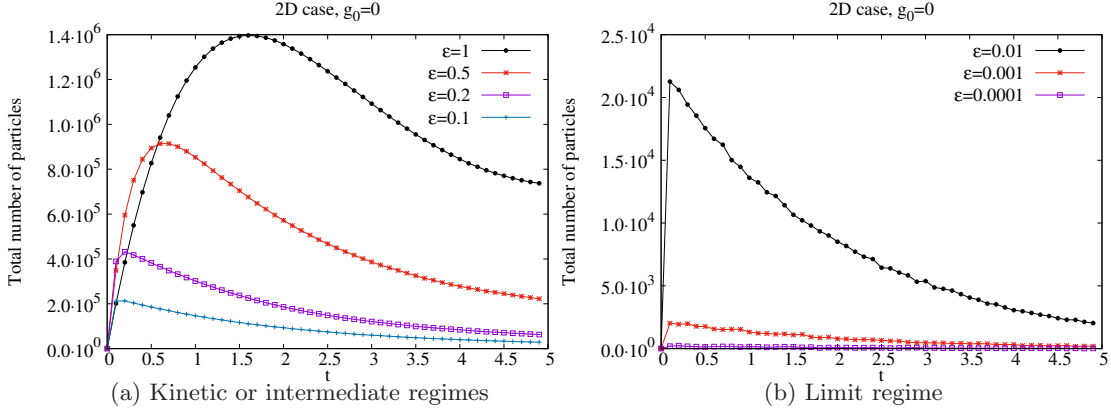 2D case, g₀=0
Total number of particles
1.4·10⁶
1.2·10⁶
1.0·10⁶
8.0·10⁵
6.0·10⁵
4.0·10⁵
2.0·10⁵
0.0·10⁰
ε=1
ε=0.5
ε=0.2
ε=0.1
0 0.5 1 1.5 2 2.5 3 3.5 4 4.5 5
t
(a) Kinetic or intermediate regimes
2D case, g₀=0
Total number of particles
2.5·10⁴
2.0·10⁴
1.5·10⁴
1.0·10⁴
5.0·10³
0.0·10⁰
ε=0.01
ε=0.001
ε=0.0001
0 0.5 1 1.5 2 2.5 3 3.5 4 4.5 5
t
(b) Limit regime